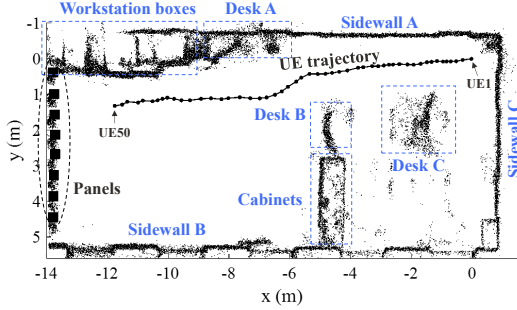 Workstation boxes
Desk A
Sidewall A
-1
0
1
2
3
4
5
y (m)
UE trajectory
UE1
UE50
Desk B
Desk C
Panels
Cabinets
Sidewall B
Sidewall C
-14
-12
-10
-8
-6
-4
-2
0
x (m)